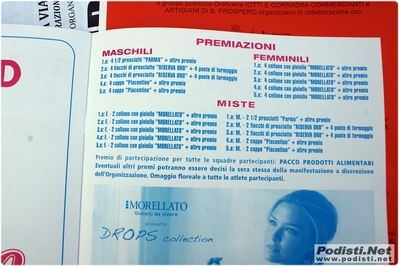 Il gruppo podistico Oreficeria IOTTI E CORRADINI COMMERCIANTI E
ARTIGIANI DI S. PROSPERO organizzano in collaborazione con
PREMIAZIONI
MASCHILI
1.a: 4 1/2 prosciutti "PARMA" + altro premio
2.a: 4 fiocchi di prosciutto "RISERVA ORO" + 4 punte di formaggio
3.a: 4 fiocchi di prosciutto "RISERVA ORO" + altro premio
4.a: 4 coppe "Piacentine" + altro premio
5.a: 4 coppe "Piacentine" + altro premio
FEMMINILI
1.a: 4 collane con gioiello "MORELLATO" + altro premio
2.a: 4 collane con gioiello "MORELLATO" + altro premio
3.a: 4 collane con gioiello "MORELLATO" + altro premio
4.a: 4 collane con gioiello "MORELLATO" + altro premio
5.a: 4 collane con gioiello "MORELLATO" + altro premio
MISTE
1.a: F. - 2 collane con gioiello "MORELLATO" + altro premio
2.a: F. - 2 collane con gioiello "MORELLATO" + altro premio
3.a: F. - 2 collane con gioiello "MORELLATO" + altro premio
4.a: F. - 2 collane con gioiello "MORELLATO" + altro premio
5.a: F. - 2 collane con gioiello "MORELLATO" + altro premio
1.a: M. - 2 1/2 prosciutti "Parma" + altro premio
2.a: M. - 2 fiocchi di prosciutto "RISERVA ORO" + 4 punte di formaggio
3.a: M. - 2 fiocchi di prosciutto "RISERVA ORO" + altro premio
4.a: M. - 2 coppe "Piacentine" + altro premio
5.a: M. - 2 coppe "Piacentine" + altro premio
Premio di partecipazione per tutte le squadre partecipanti: PACCO PRODOTTI ALIMENTARI
Eventuali altri premi potranno essere decisi la sera stessa della manifestazione a discrezione
dell'Organizzazione. Omaggio floreale a tutte le atlete partecipanti.
MORELLATO
Gioielli da vivere
presenta
DROPS collection
Podisti.Net
www.podisti.net